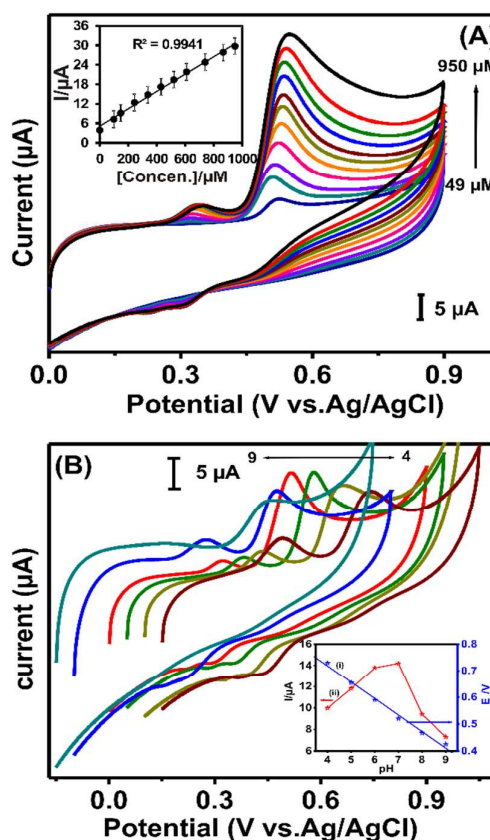 (A)
R² = 0.9941
I/µA
36
30
24
18
12
6
0
0 200 400 600 800 1000
[Concen.]/µM
950 µM
49 µM
5 µA
Current (µA)
0.0 0.3 0.6 0.9
Potential (V vs.Ag/AgCl)
(B)
5 µA
9 4
current (µA)
I/µA
16
14
12
10
8
6
(i)
(ii)
0.8
0.7
0.6
0.5
0.4
E /V
4 5 6 7 8 9
pH
0.0 0.3 0.6 0.9
Potential (V vs.Ag/AgCl)